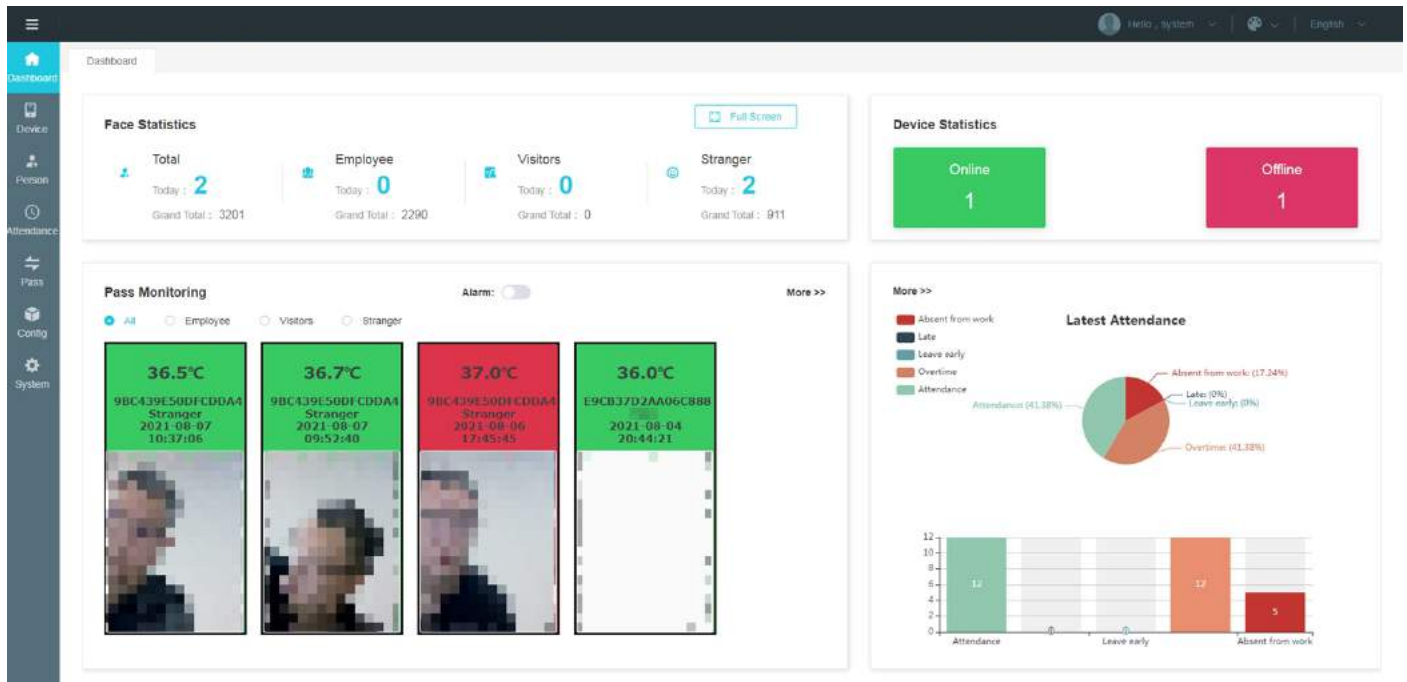 Hello , system
English
Dashboard
Device
Person
Attendance
Pass
Config
System
Dashboard
Face Statistics
Full Screen
Total
Today : 2
Grand Total : 3201
Employee
Today : 0
Grand Total : 2290
Visitors
Today : 0
Grand Total : 0
Stranger
Today : 2
Grand Total : 911
Device Statistics
Online
1
Offline
1
Pass Monitoring
Alarm:
More >>
All
Employee
Visitors
Stranger
36.5°C
9BC439E50DFCDDA4
Stranger
2021-08-07
10:37:06
36.7°C
9BC439E50DFCDDA4
Stranger
2021-08-07
09:52:40
37.0°C
9BC439E50DFCDDA4
Stranger
2021-08-06
17:45:45
36.0°C
E9CB37D2AA06C888
2021-08-04
20:44:21
More >>
Absent from work
Late
Leave early
Overtime
Attendance
Latest Attendance
Absent from work: (17.24%)
Late: (0%)
Leave early: (0%)
Attendance: (41.38%)
Overtime: (41.38%)
12
10
8
6
4
2
0
12
0
0
12
5
Attendance
Leave early
Absent from work